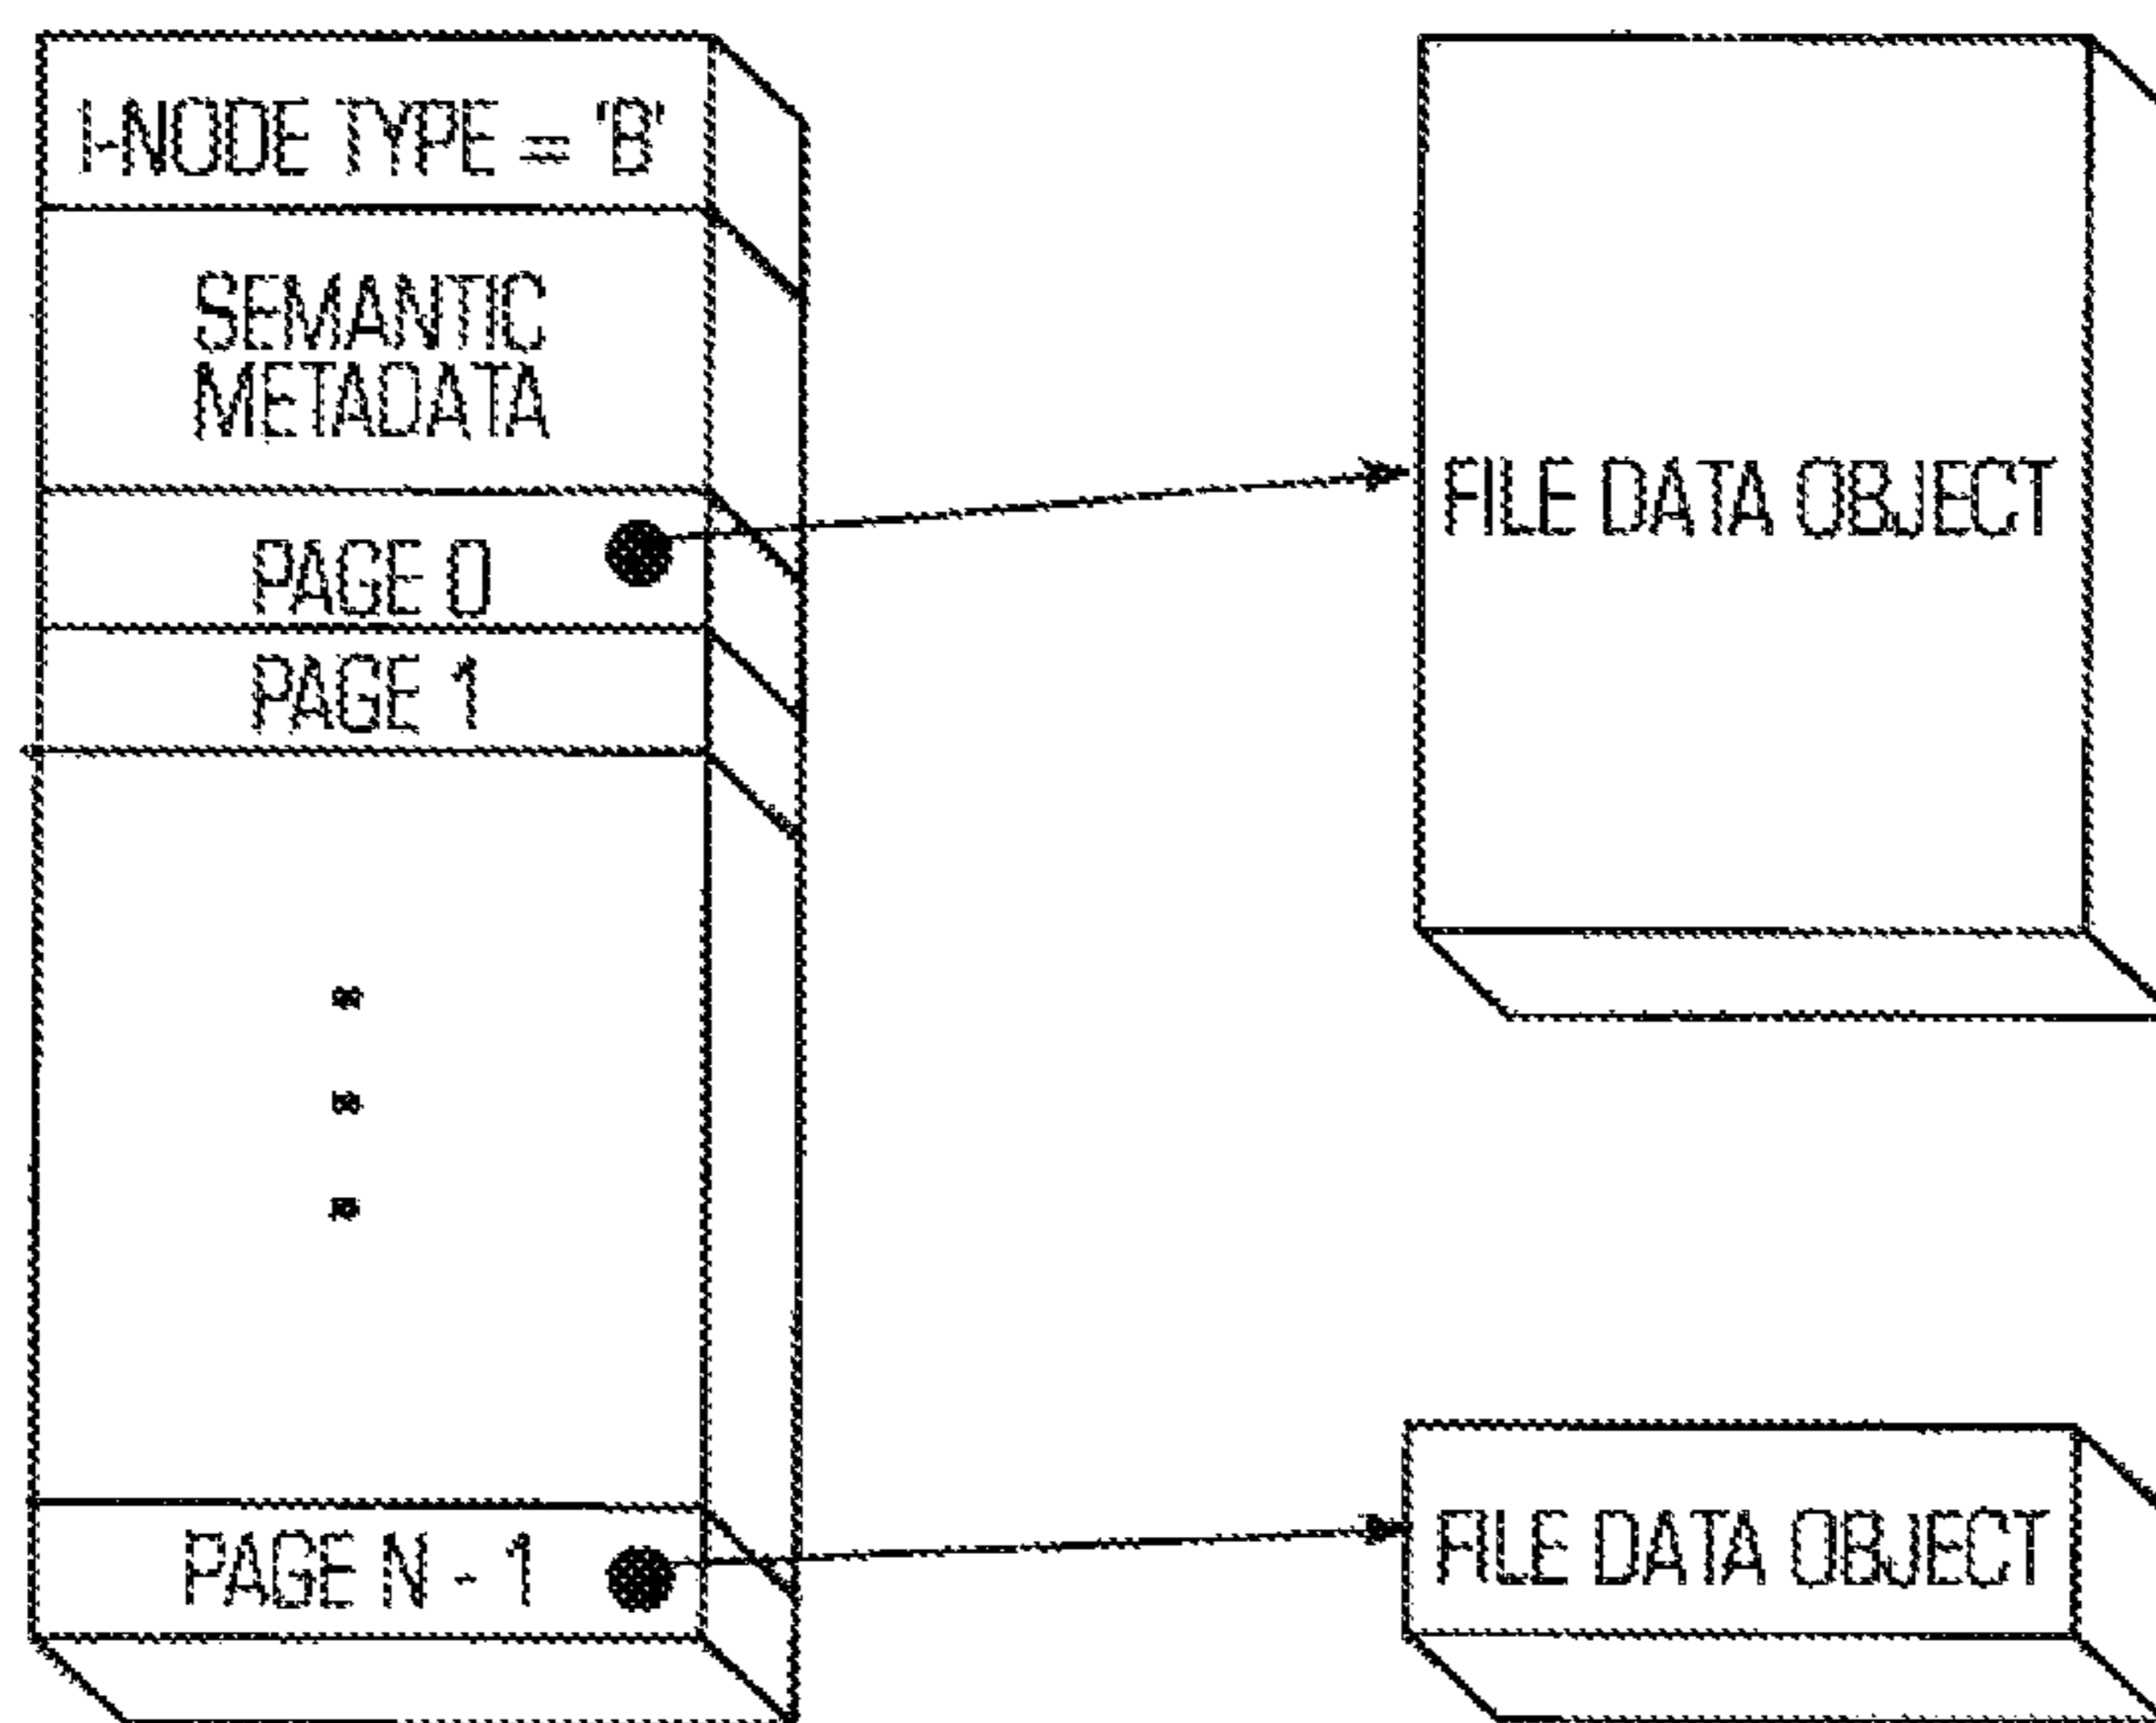 I-NODE TYPE = 'B'
SEMANTIC
METADATA
PAGE 0
FILE DATA OBJECT
PAGE 1
PAGE N - 1
FILE DATA OBJECT